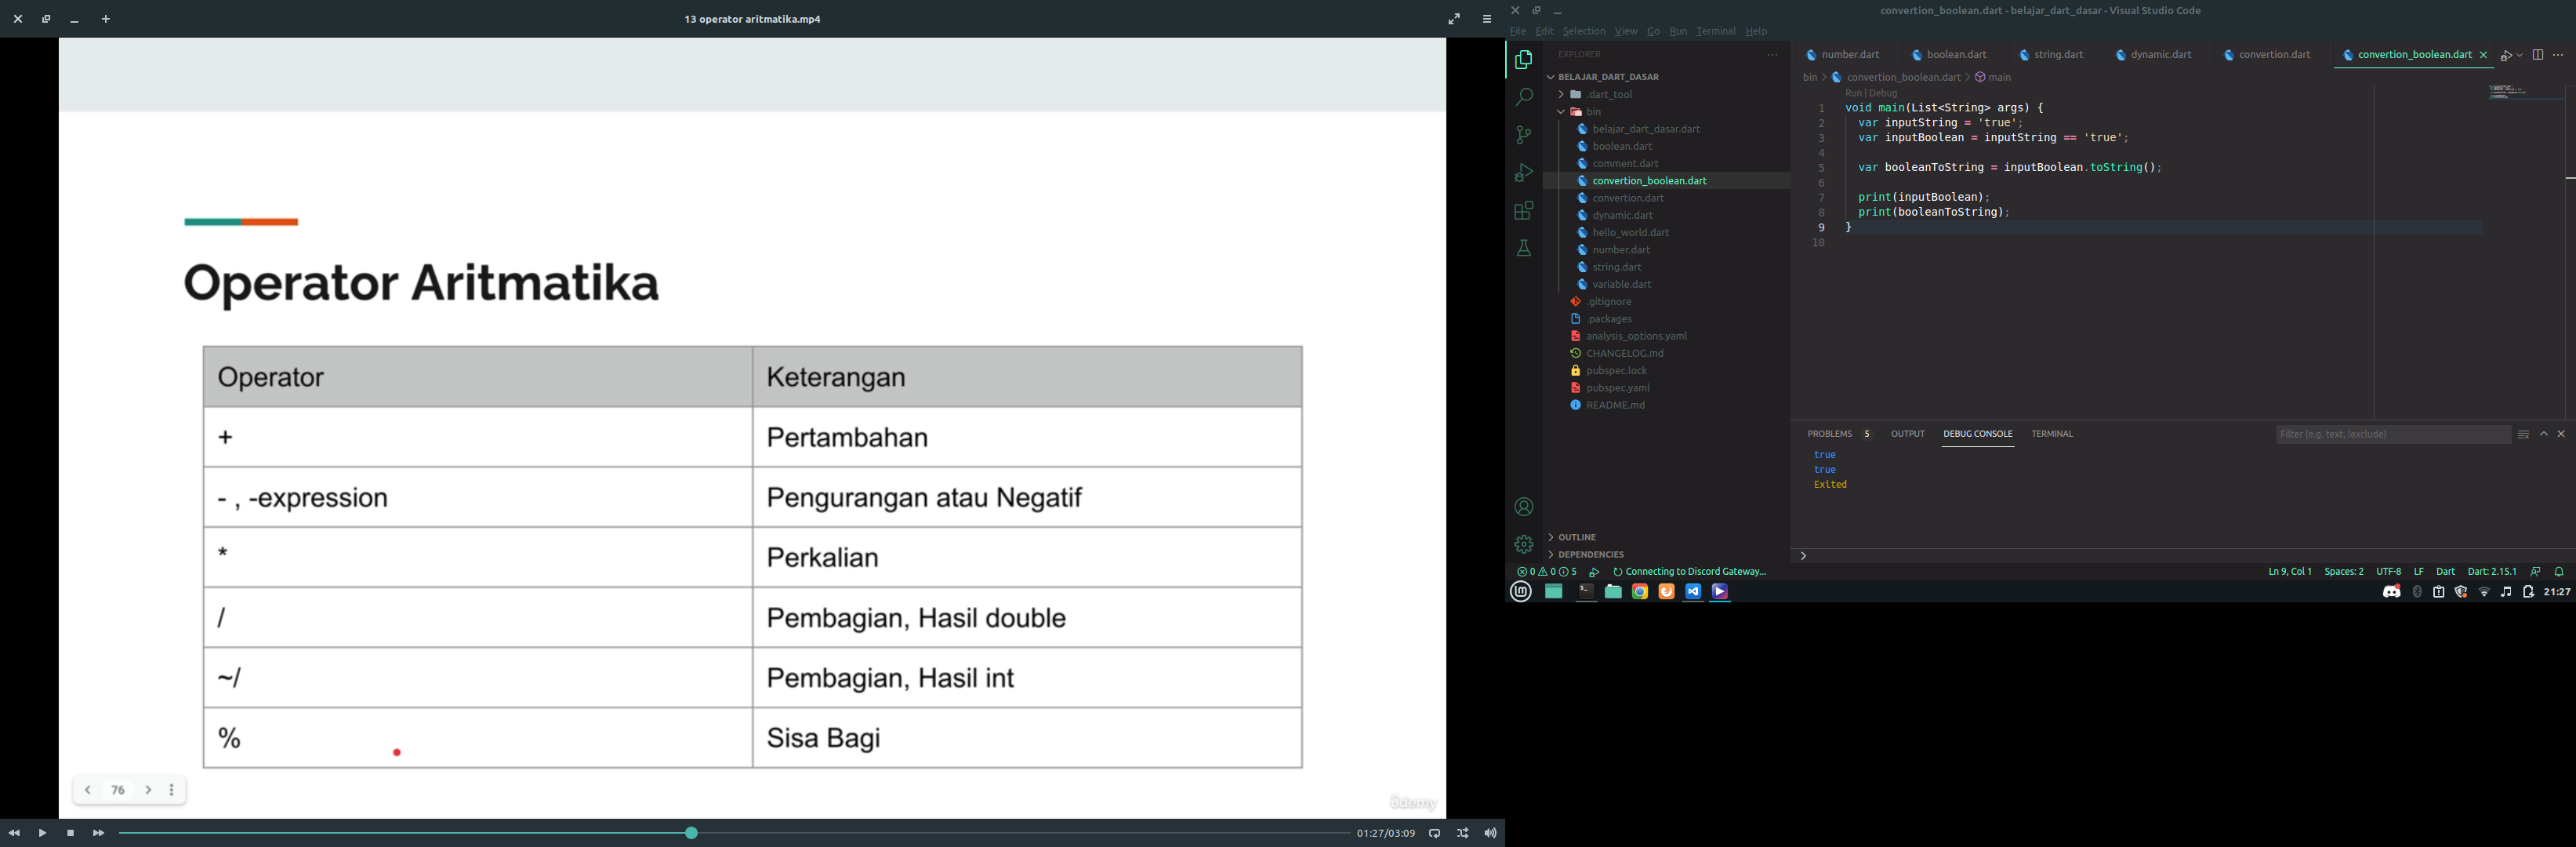 13 operator aritmatika.mp4
Operator Aritmatika
Operator Keterangan
+ Pertambahan
- , -expression Pengurangan atau Negatif
* Perkalian
/ Pembagian, Hasil double
~/ Pembagian, Hasil int
% Sisa Bagi
76
ûdemy
01:27/03:09
convertion_boolean.dart - belajar_dart_dasar - Visual Studio Code
File Edit Selection View Go Run Terminal Help
EXPLORER
BELAJAR_DART_DASAR
.dart_tool
bin
belajar_dart_dasar.dart
boolean.dart
comment.dart
convertion_boolean.dart
convertion.dart
dynamic.dart
hello_world.dart
number.dart
string.dart
variable.dart
.gitignore
.packages
analysis_options.yaml
CHANGELOG.md
pubspec.lock
pubspec.yaml
README.md
OUTLINE
DEPENDENCIES
number.dart boolean.dart string.dart dynamic.dart convertion.dart convertion_boolean.dart
bin > convertion_boolean.dart > main
Run | Debug
1 void main(List<String> args) {
2 var inputString = 'true';
3 var inputBoolean = inputString == 'true';
4
5 var booleanToString = inputBoolean.toString();
6
7 print(inputBoolean);
8 print(booleanToString);
9 }
10
PROBLEMS 5 OUTPUT DEBUG CONSOLE TERMINAL Filter (e.g. text, !exclude)
true
true
Exited
>
0 0 5 Connecting to Discord Gateway... Ln 9, Col 1 Spaces: 2 UTF-8 LF Dart Dart: 2.15.1
21:27